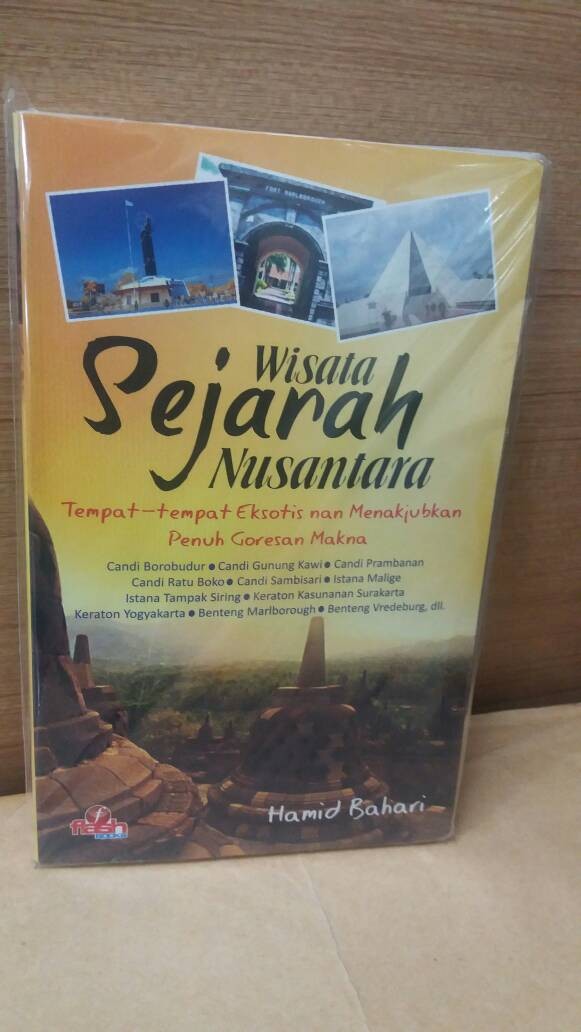 FORT MARLBOROUGH
Wisata
Sejarah
Nusantara
Tempat-tempat Eksotis nan Menakjubkan
Penuh Goresan Makna
Candi Borobudur ● Candi Gunung Kawi ● Candi Prambanan
Candi Ratu Boko ● Candi Sambisari ● Istana Malige
Istana Tampak Siring ● Keraton Kasunanan Surakarta
Keraton Yogyakarta ● Benteng Marlborough ● Benteng Vredeburg, dll.
Hamid Bahari
f
flash
BOOKS